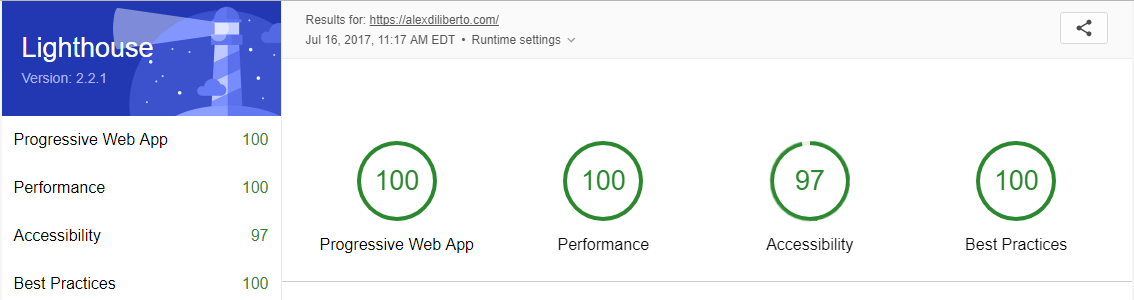 Lighthouse
Version: 2.2.1
Progressive Web App 100
Performance 100
Accessibility 97
Best Practices 100
Results for: https://alexdiliberto.com/
Jul 16, 2017, 11:17 AM EDT • Runtime settings
100 100 97 100
Progressive Web App Performance Accessibility Best Practices